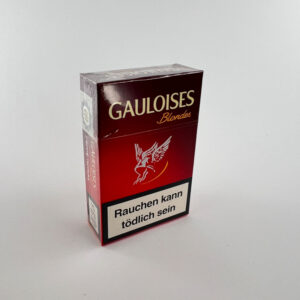 GAULOISES
Blondes
Rauchen kann
tödlich sein